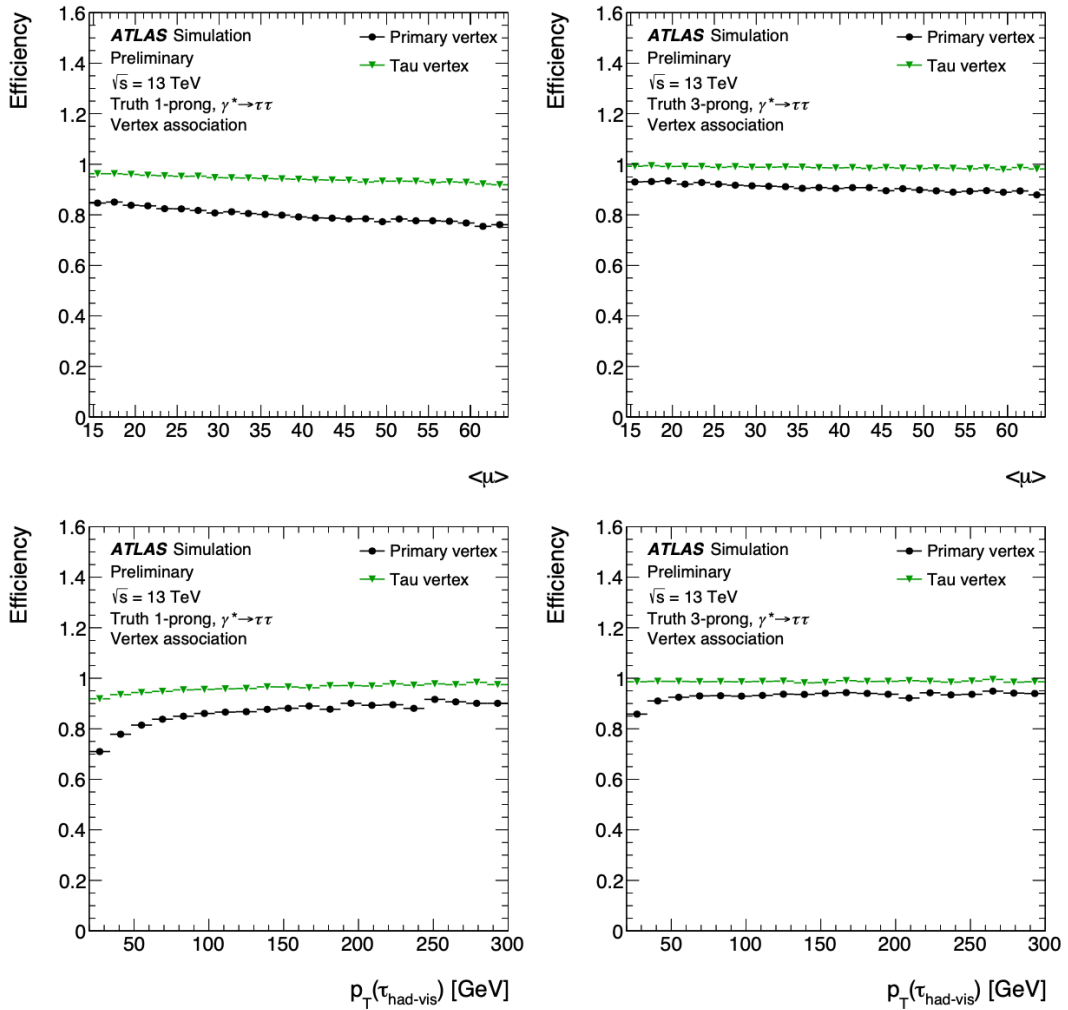 Efficiency
1.6
1.4
1.2
1
0.8
0.6
0.4
0.2
0
ATLAS Simulation
Preliminary
√s = 13 TeV
Truth 1-prong, γ*→ττ
Vertex association
Primary vertex
Tau vertex
15 20 25 30 35 40 45 50 55 60
<μ>
Efficiency
1.6
1.4
1.2
1
0.8
0.6
0.4
0.2
0
ATLAS Simulation
Preliminary
√s = 13 TeV
Truth 3-prong, γ*→ττ
Vertex association
Primary vertex
Tau vertex
15 20 25 30 35 40 45 50 55 60
<μ>
Efficiency
1.6
1.4
1.2
1
0.8
0.6
0.4
0.2
0
ATLAS Simulation
Preliminary
√s = 13 TeV
Truth 1-prong, γ*→ττ
Vertex association
Primary vertex
Tau vertex
50 100 150 200 250 300
p_T(τ_had-vis) [GeV]
Efficiency
1.6
1.4
1.2
1
0.8
0.6
0.4
0.2
0
ATLAS Simulation
Preliminary
√s = 13 TeV
Truth 3-prong, γ*→ττ
Vertex association
Primary vertex
Tau vertex
50 100 150 200 250 300
p_T(τ_had-vis) [GeV]